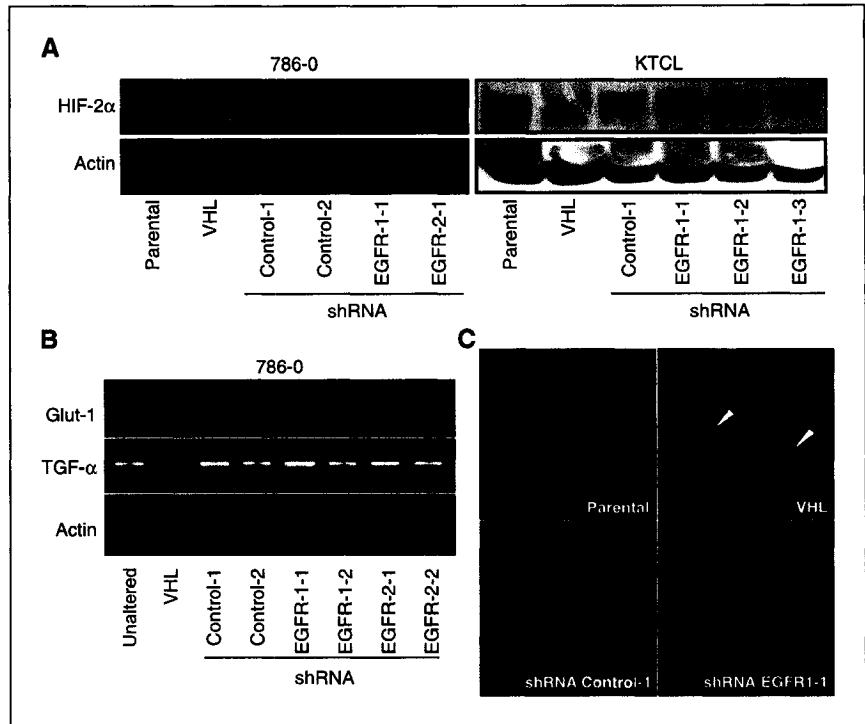 A
786-0
KTCL
HIF-2α
Actin
Parental
VHL
Control-1
Control-2
EGFR-1-1
EGFR-2-1
shRNA
Parental
VHL
Control-1
EGFR-1-1
EGFR-1-2
EGFR-1-3
shRNA
B
786-0
Glut-1
TGF-α
Actin
Unaltered
VHL
Control-1
Control-2
EGFR-1-1
EGFR-1-2
EGFR-2-1
EGFR-2-2
shRNA
C
Parental
VHL
shRNA Control-1
shRNA EGFR1-1